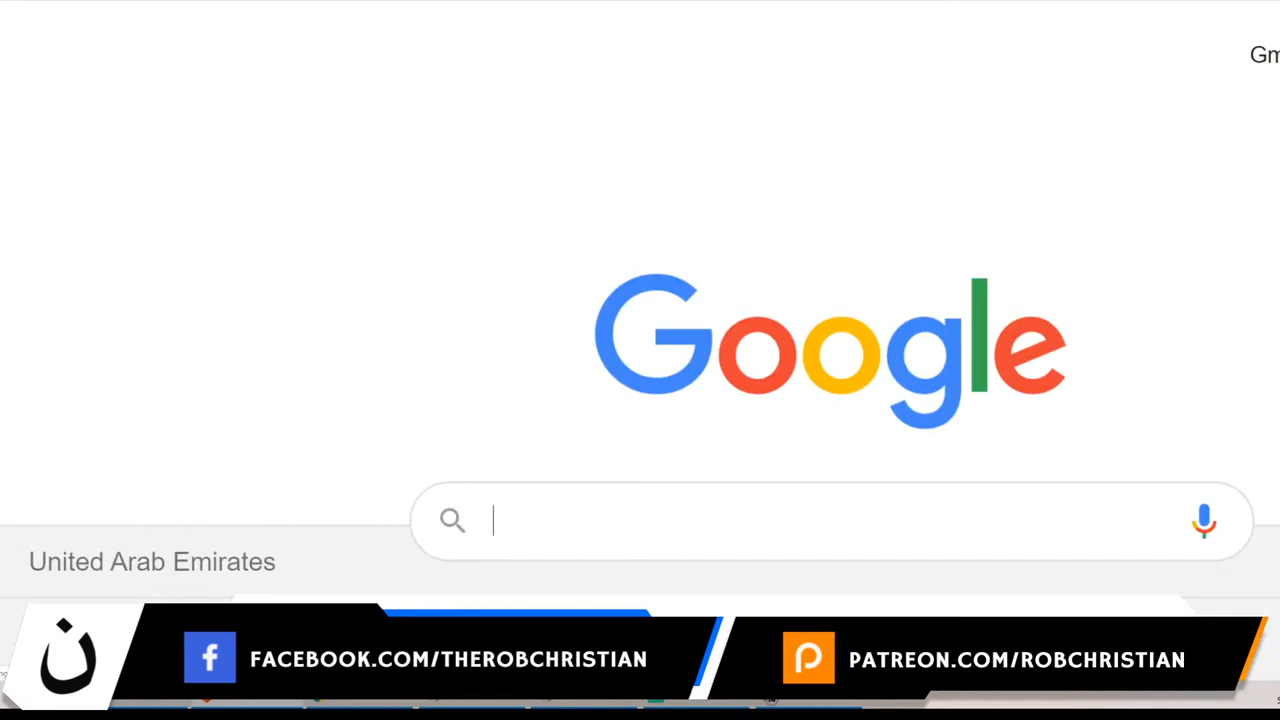 Gm
Google
United Arab Emirates
ن
FACEBOOK.COM/THEROBCHRISTIAN
PATREON.COM/ROBCHRISTIAN